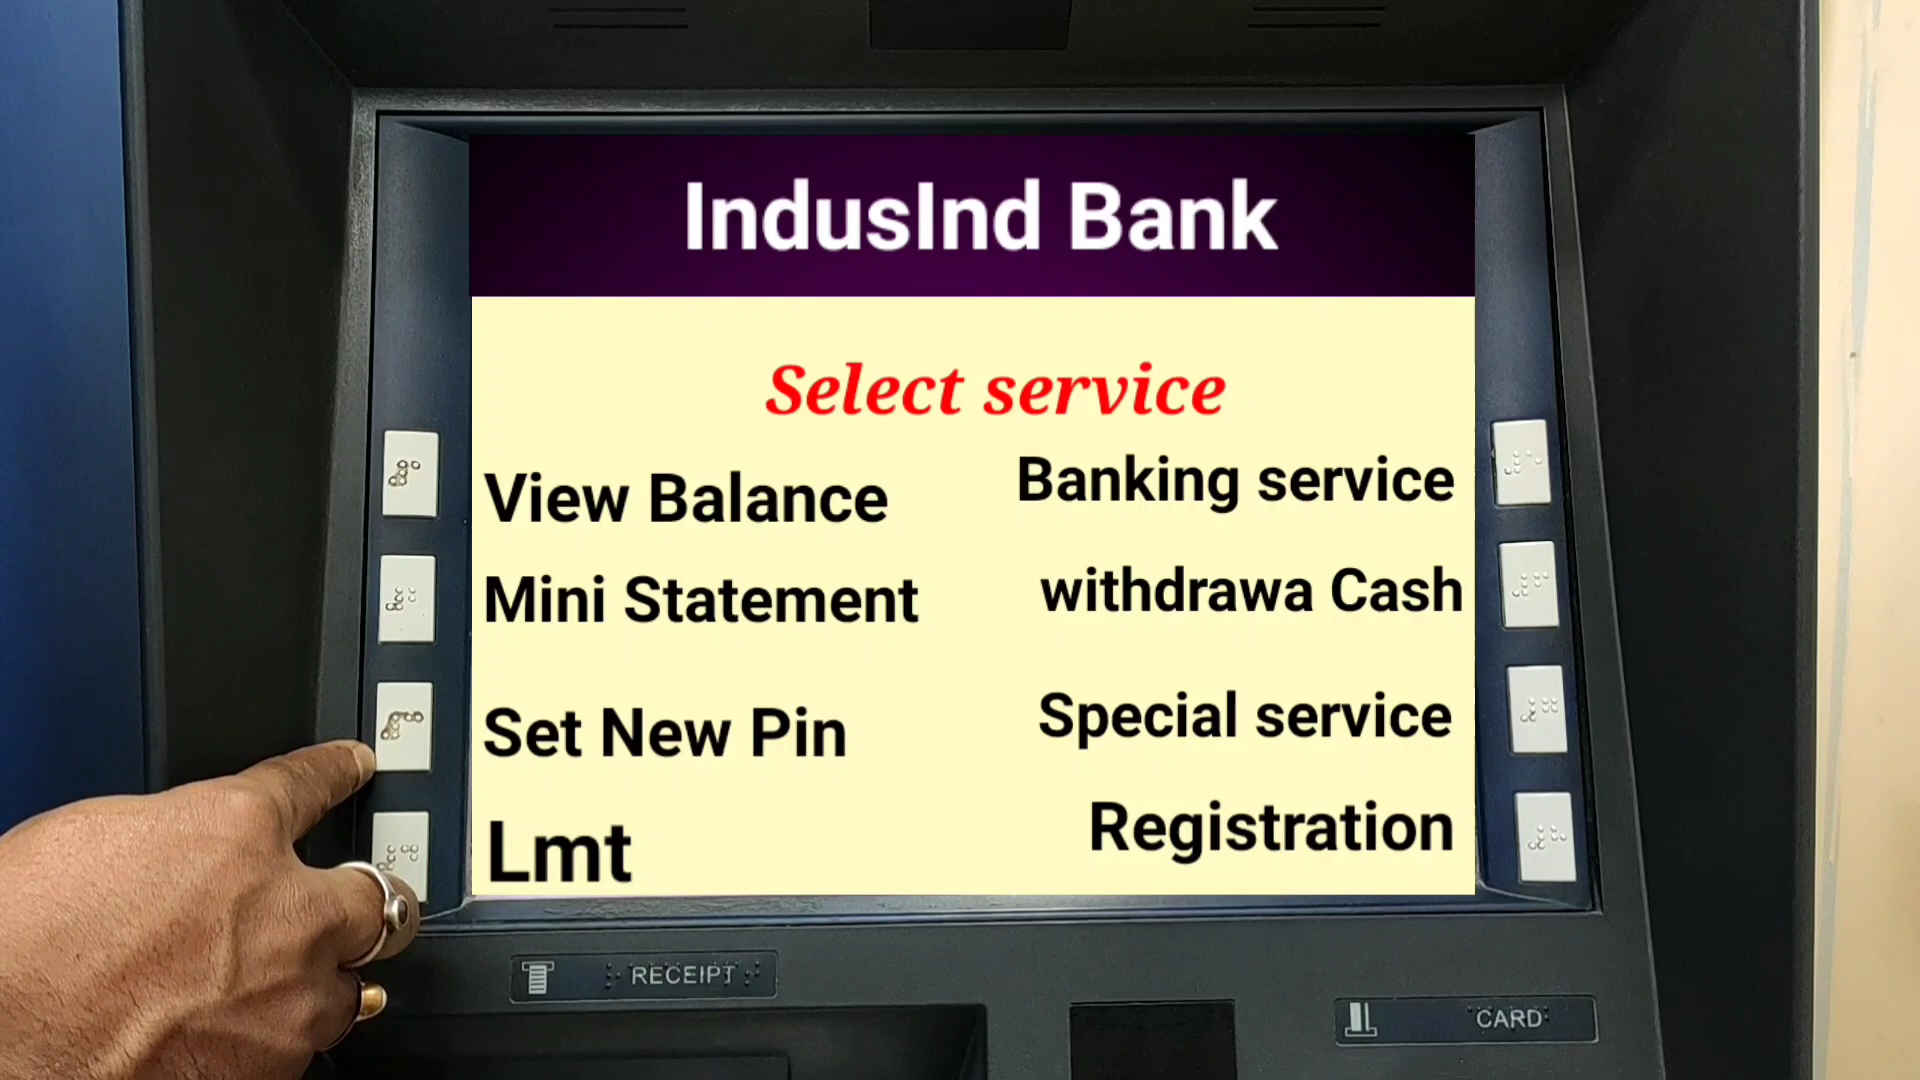 IndusInd Bank
Select service
View Balance
Banking service
Mini Statement
withdrawa Cash
Set New Pin
Special service
Lmt
Registration
RECEIPT
CARD